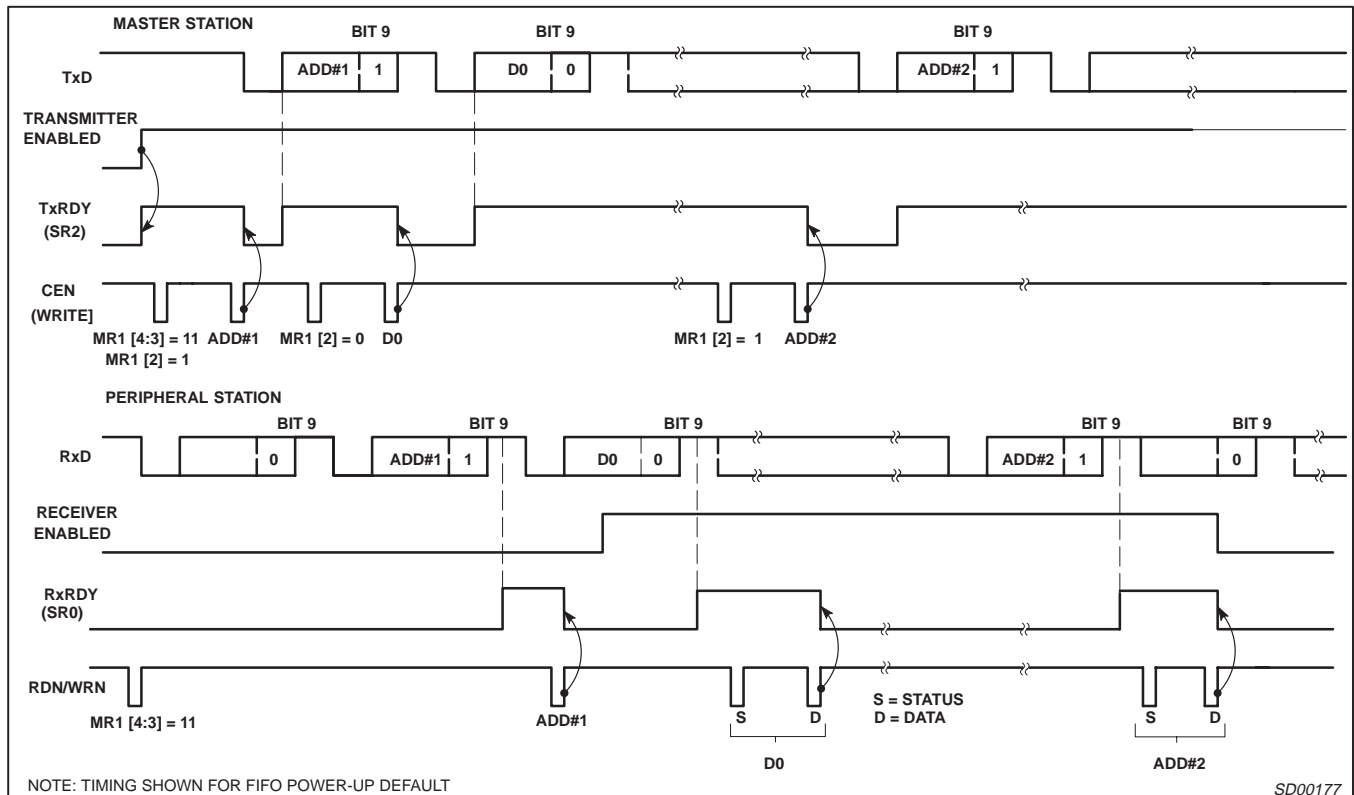 MASTER STATION
BIT 9 BIT 9 BIT 9
TxD ADD#1 1 D0 0 ADD#2 1
TRANSMITTER
ENABLED
TxRDY
(SR2)
CEN
(WRITE]
MR1 [4:3] = 11 ADD#1 MR1 [2] = 0 D0 MR1 [2] = 1 ADD#2
MR1 [2] = 1
PERIPHERAL STATION
BIT 9 BIT 9 BIT 9 BIT 9 BIT 9
RxD 0 ADD#1 1 D0 0 ADD#2 1 0
RECEIVER
ENABLED
RxRDY
(SR0)
RDN/WRN
MR1 [4:3] = 11 ADD#1 S D S = STATUS S D
D = DATA
D0 ADD#2
NOTE: TIMING SHOWN FOR FIFO POWER-UP DEFAULT
SD00177